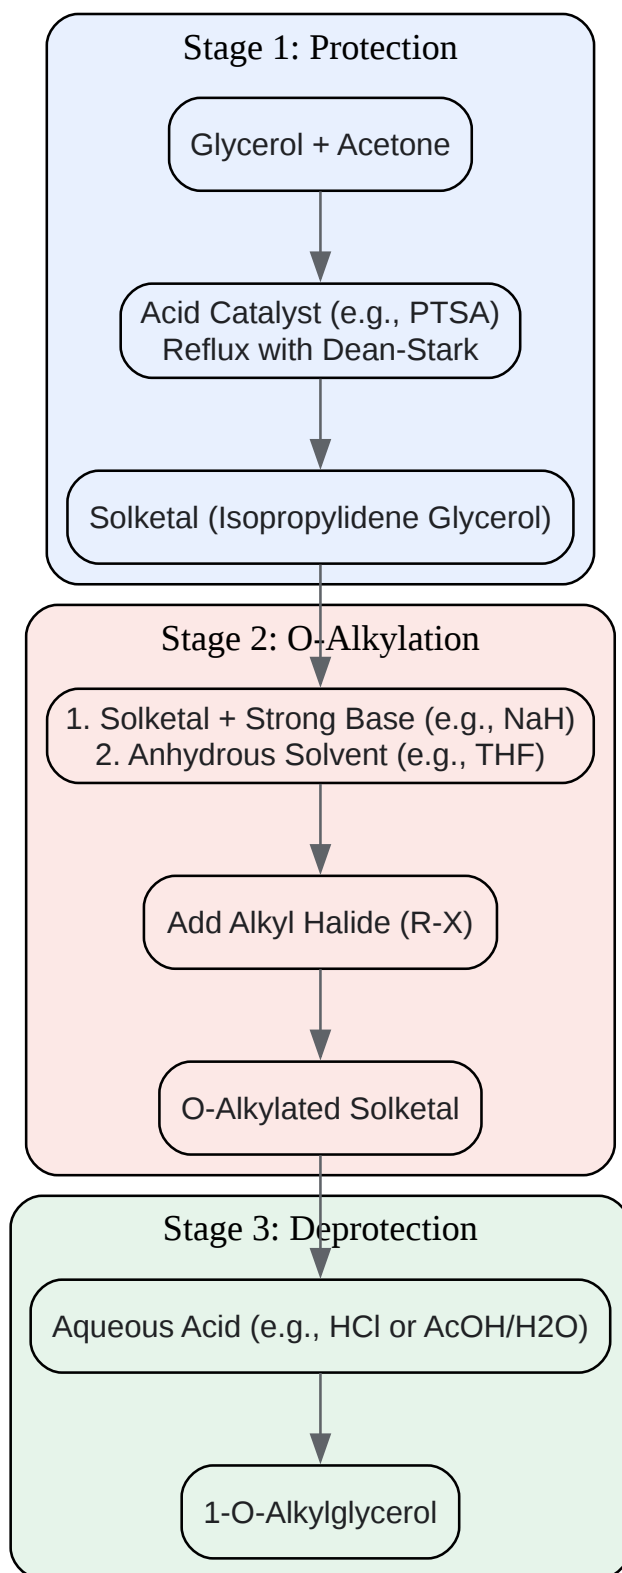 Stage 1: Protection
Glycerol + Acetone
Acid Catalyst (e.g., PTSA)
Reflux with Dean-Stark
Solketal (Isopropylidene Glycerol)
Stage 2: O-Alkylation
1. Solketal + Strong Base (e.g., NaH)
2. Anhydrous Solvent (e.g., THF)
Add Alkyl Halide (R-X)
O-Alkylated Solketal
Stage 3: Deprotection
Aqueous Acid (e.g., HCl or AcOH/H2O)
1-O-Alkylglycerol